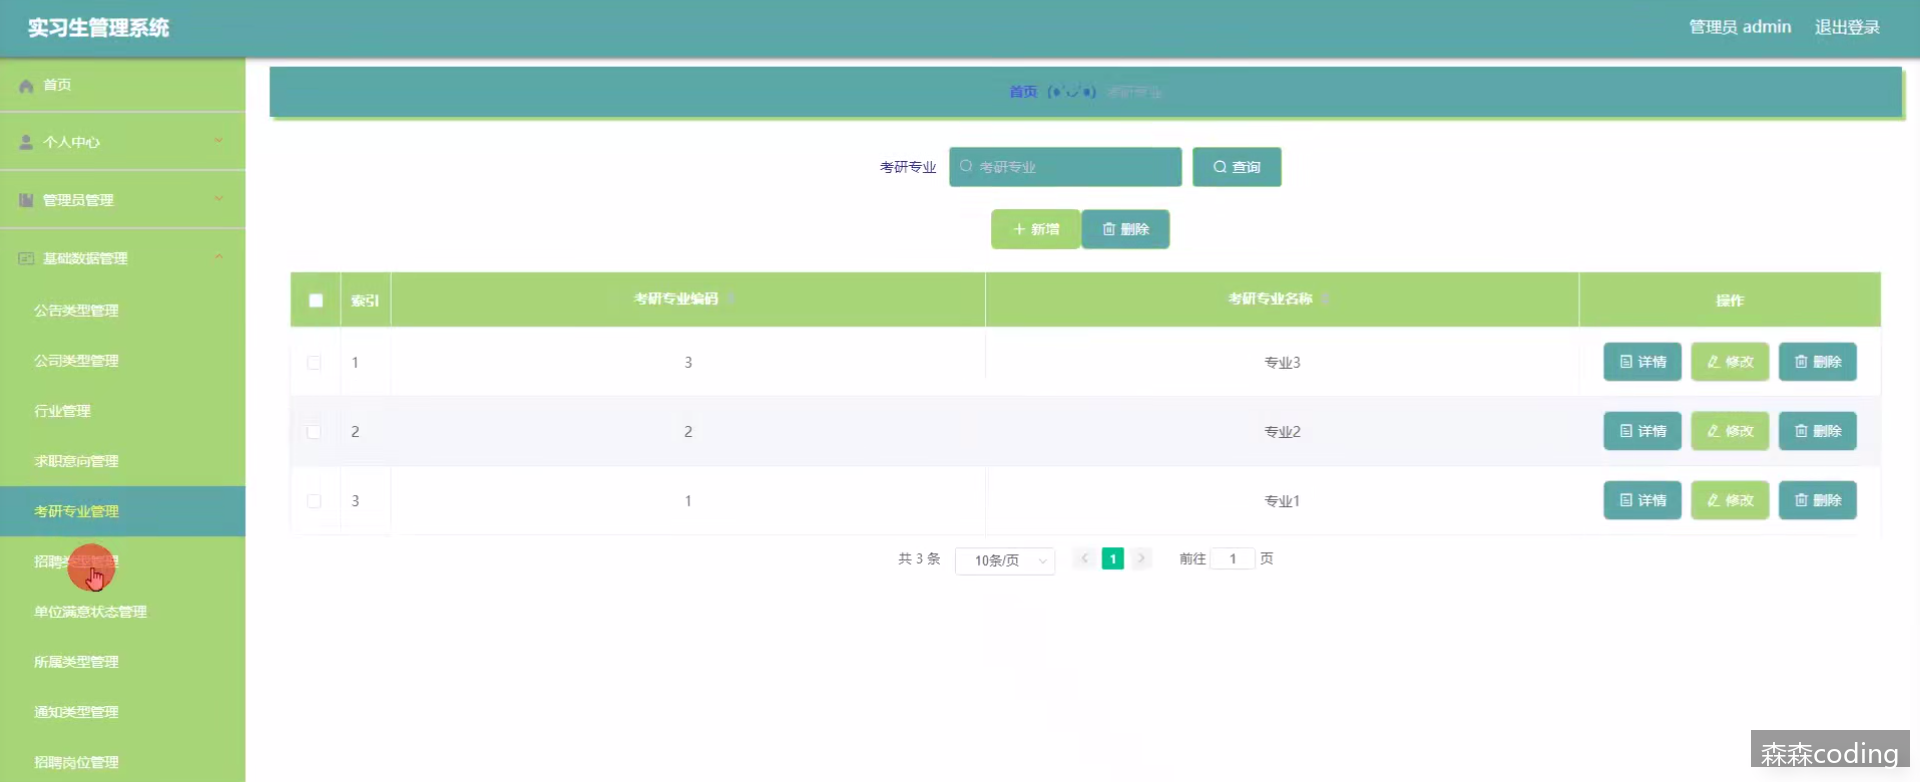 实习生管理系统
管理员 admin 退出登录
首页
个人中心
管理员管理
基础数据管理
公告类型管理
公司类型管理
行业管理
求职意向管理
考研专业管理
招聘类型管理
单位满意状态管理
所属类型管理
通知类型管理
招聘岗位管理
首页 (●'◡'●) 考研专业
考研专业 考研专业 查询
新增 删除
索引 考研专业编码 考研专业名称 操作
1 3 专业3 详情 修改 删除
2 2 专业2 详情 修改 删除
3 1 专业1 详情 修改 删除
共 3 条 10条/页 1 前往 1 页
森森coding